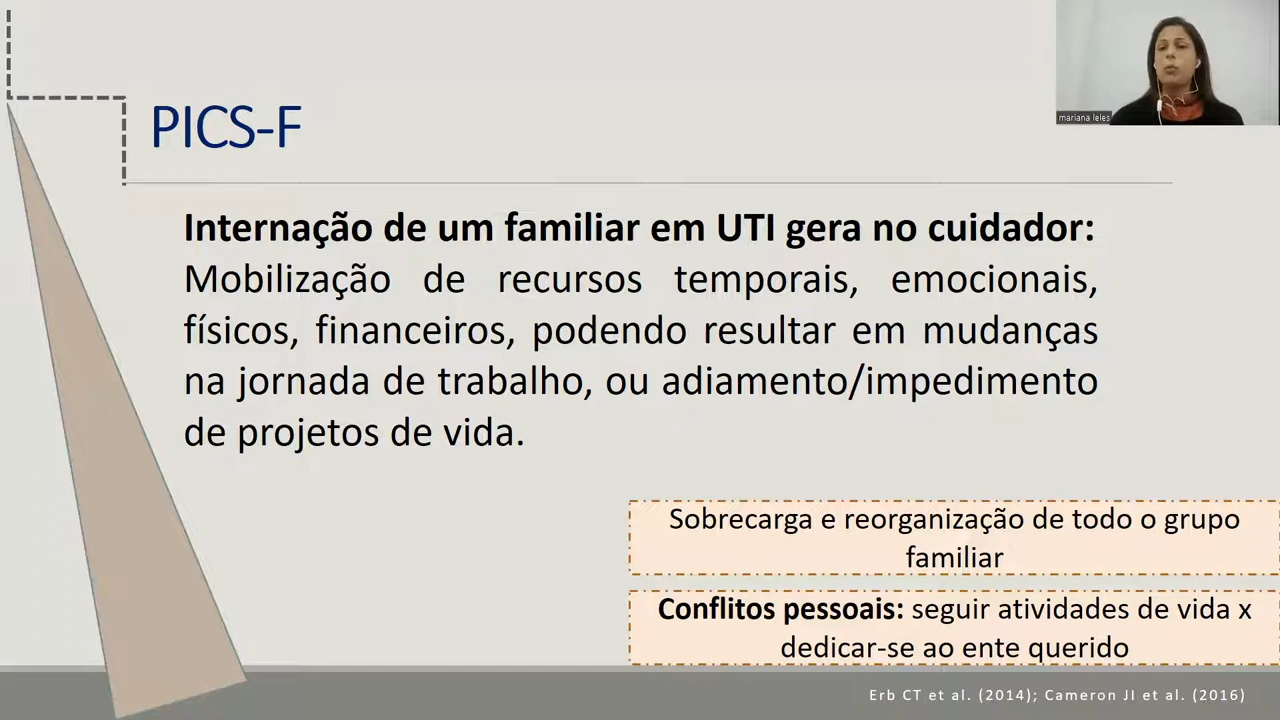 mariana leles
PICS-F
Internação de um familiar em UTI gera no cuidador:
Mobilização de recursos temporais, emocionais,
físicos, financeiros, podendo resultar em mudanças
na jornada de trabalho, ou adiamento/impedimento
de projetos de vida.
Sobrecarga e reorganização de todo o grupo
familiar
Conflitos pessoais: seguir atividades de vida x
dedicar-se ao ente querido
Erb CT et al. (2014); Cameron JI et al. (2016)